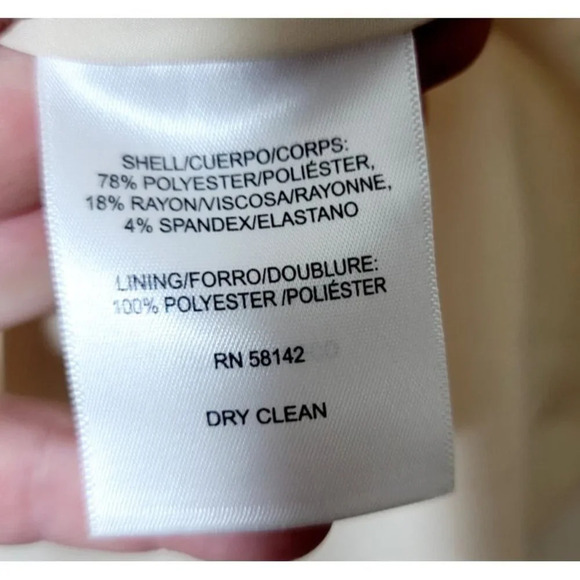 SHELL/CUERPO/CORPS:
78% POLYESTER/POLIÉSTER,
18% RAYON/VISCOSA/RAYONNE,
4% SPANDEX/ELASTANO
LINING/FORRO/DOUBLURE:
100% POLYESTER /POLIÉSTER
RN 58142
DRY CLEAN